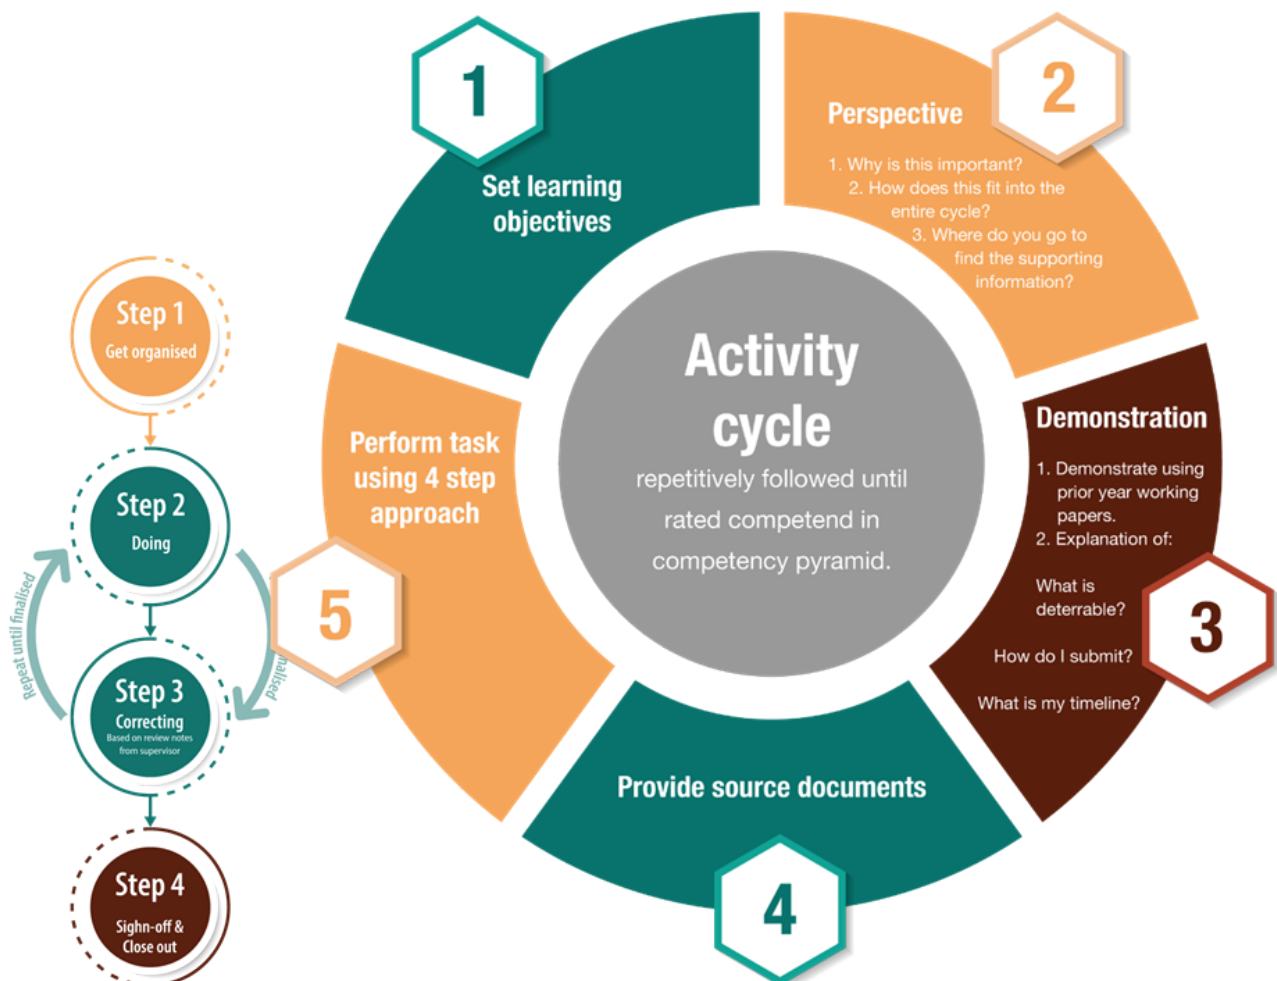 1
Set learning
objectives
2
Perspective
1. Why is this important?
2. How does this fit into the
entire cycle?
3. Where do you go to
find the supporting
information?
3
Demonstration
1. Demonstrate using
prior year working
papers.
2. Explanation of:
What is
deterrable?
How do I submit?
What is my timeline?
4
Provide source documents
5
Perform task
using 4 step
approach
Activity
cycle
repetitively followed until
rated competend in
competency pyramid.
Step 1
Get organised
Step 2
Doing
Repeat until finalised
nalised
Step 3
Correcting
Based on review notes
from supervisor
Step 4
Sighn-off &
Close out